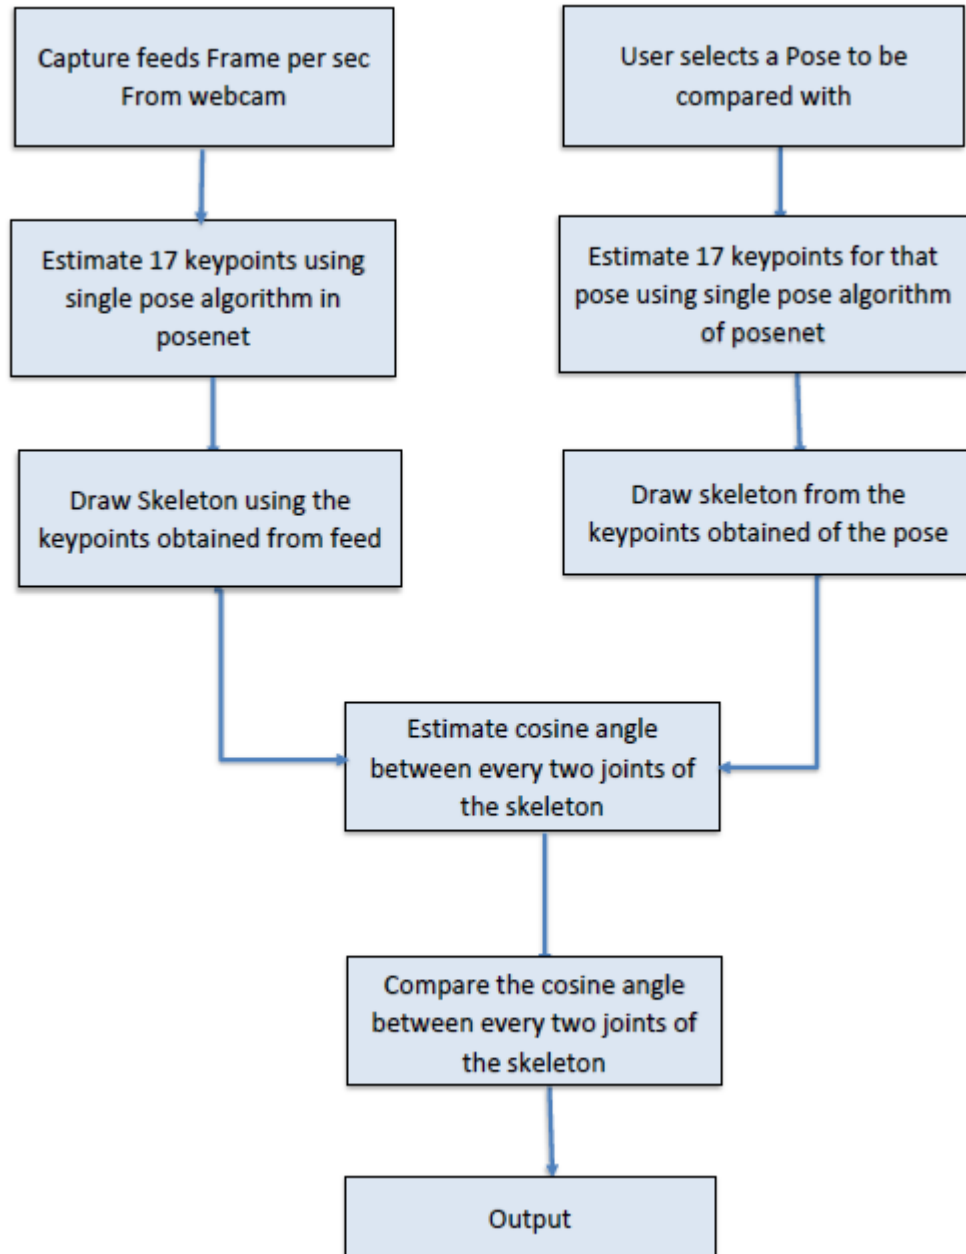 Capture feeds Frame per sec
From webcam
User selects a Pose to be
compared with
Estimate 17 keypoints using
single pose algorithm in
posenet
Estimate 17 keypoints for that
pose using single pose algorithm
of posenet
Draw Skeleton using the
keypoints obtained from feed
Draw skeleton from the
keypoints obtained of the pose
Estimate cosine angle
between every two joints of
the skeleton
Compare the cosine angle
between every two joints of
the skeleton
Output